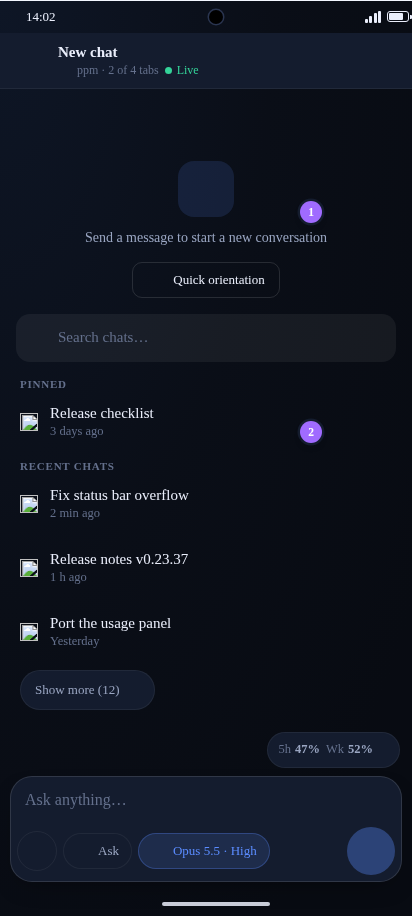 14:02
New chat
ppm · 2 of 4 tabs Live
1
Send a message to start a new conversation
Quick orientation
Search chats…
PINNED
Release checklist
3 days ago
2
RECENT CHATS
Fix status bar overflow
2 min ago
Release notes v0.23.37
1 h ago
Port the usage panel
Yesterday
Show more (12)
5h 47% Wk 52%
Ask anything…
Ask
Opus 5.5 · High